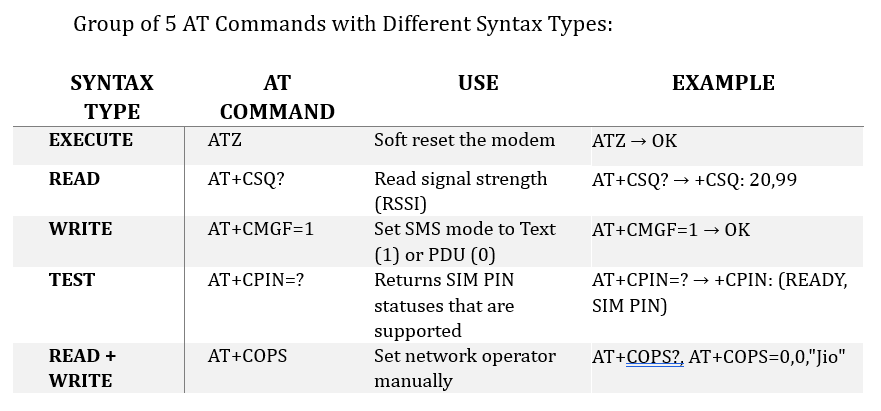 Group of 5 AT Commands with Different Syntax Types:
SYNTAX TYPE AT COMMAND USE EXAMPLE
EXECUTE ATZ Soft reset the modem ATZ → OK
READ AT+CSQ? Read signal strength AT+CSQ? → +CSQ: 20,99
(RSSI)
WRITE AT+CMGF=1 Set SMS mode to Text AT+CMGF=1 → OK
(1) or PDU (0)
TEST AT+CPIN=? Returns SIM PIN AT+CPIN=? → +CPIN: (READY,
statuses that are SIM PIN)
supported
READ + AT+COPS Set network operator AT+COPS?, AT+COPS=0,0,"Jio"
WRITE manually